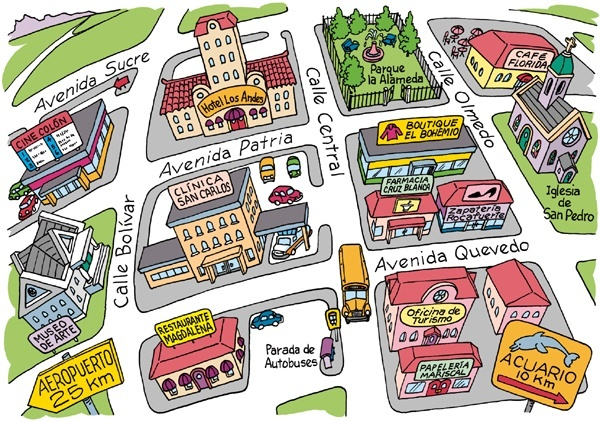 Avenida Sucre
CINE COLÓN
Hotel Los Andes
Calle Central
Parque
la Alameda
Calle Olmedo
CAFÉ
FLORIDA
Avenida Patria
BOUTIQUE
EL BOHEMIO
CLÍNICA
SAN CARLOS
FARMACIA
CRUZ BLANCA
Zapatería
Rocafuerte
Iglesia
de
San Pedro
Calle Bolívar
Avenida Quevedo
MUSEO
DE ARTE
RESTAURANTE
MAGDALENA
Parada de
Autobuses
Oficina de
Turismo
PAPELERÍA
MARISCAL
AEROPUERTO
25 km
ACUARIO
10 Km